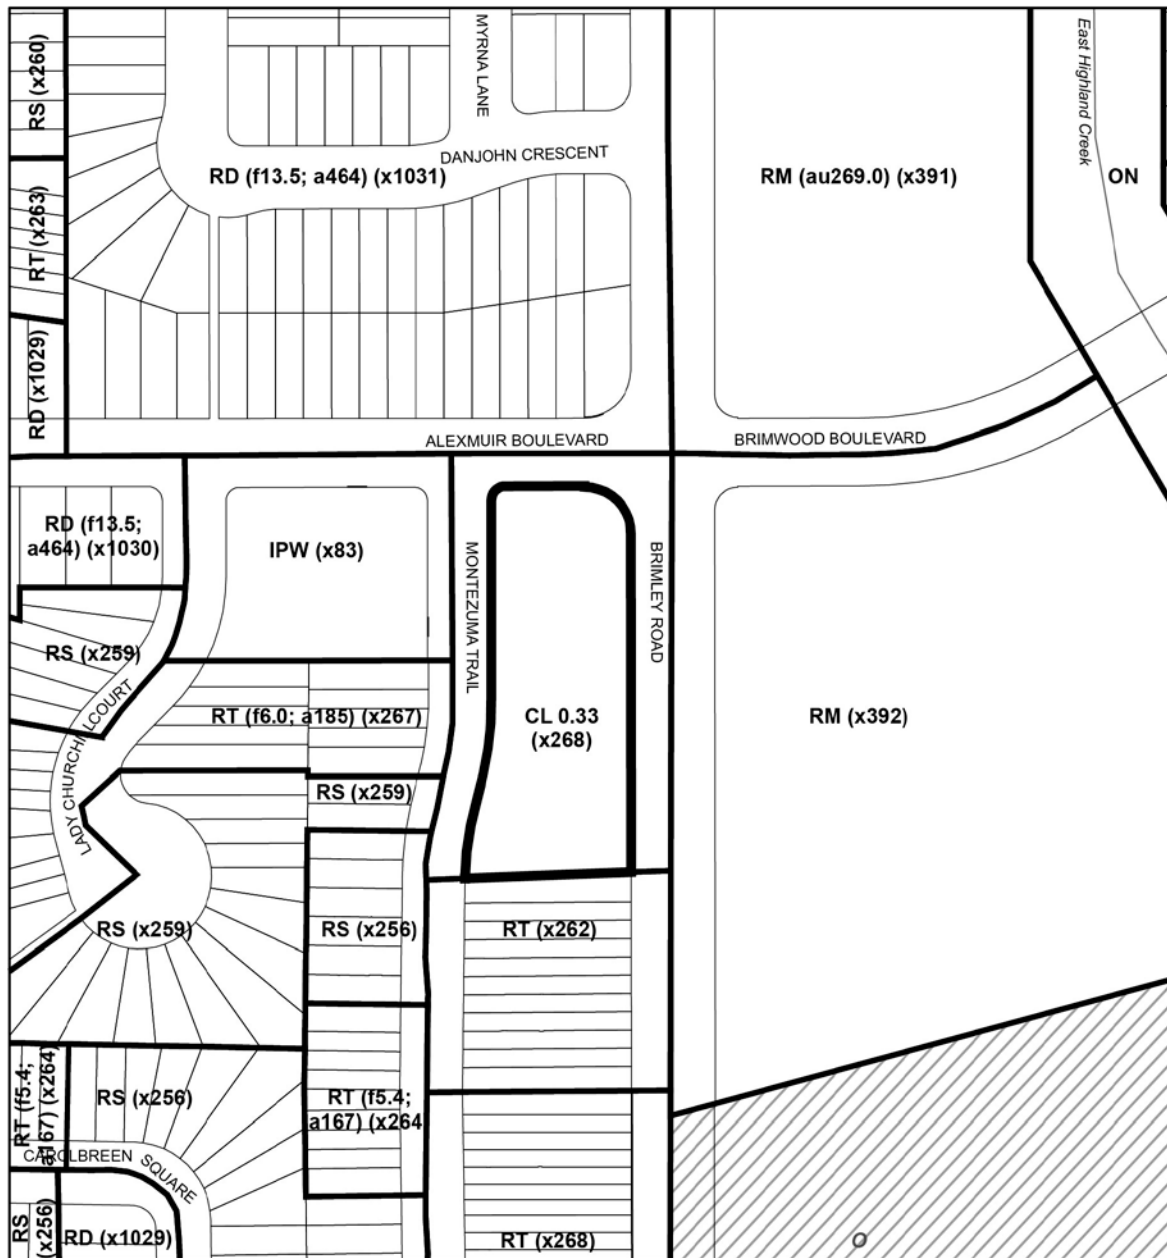 RS (x260)
MYRNA LANE
East Highland Creek
DANJOHN CRESCENT
RD (f13.5; a464) (x1031)
RM (au269.0) (x391)
ON
RT (x263)
RD (x1029)
ALEXMUIR BOULEVARD
BRIMWOOD BOULEVARD
RD (f13.5;
a464) (x1030)
IPW (x83)
MONTEZUMA TRAIL
BRIMLEY ROAD
RS (x259)
LADY CHURCHILL COURT
RT (f6.0; a185) (x267)
CL 0.33
(x268)
RM (x392)
RS (x259)
RS (x259)
RS (x256)
RT (x262)
RT (f5.4;
a167) (x264)
RS (x256)
RT (f5.4;
a167) (x264
CAROLBREEN SQUARE
RS
(x256)
RD (x1029)
RT (x268)
O